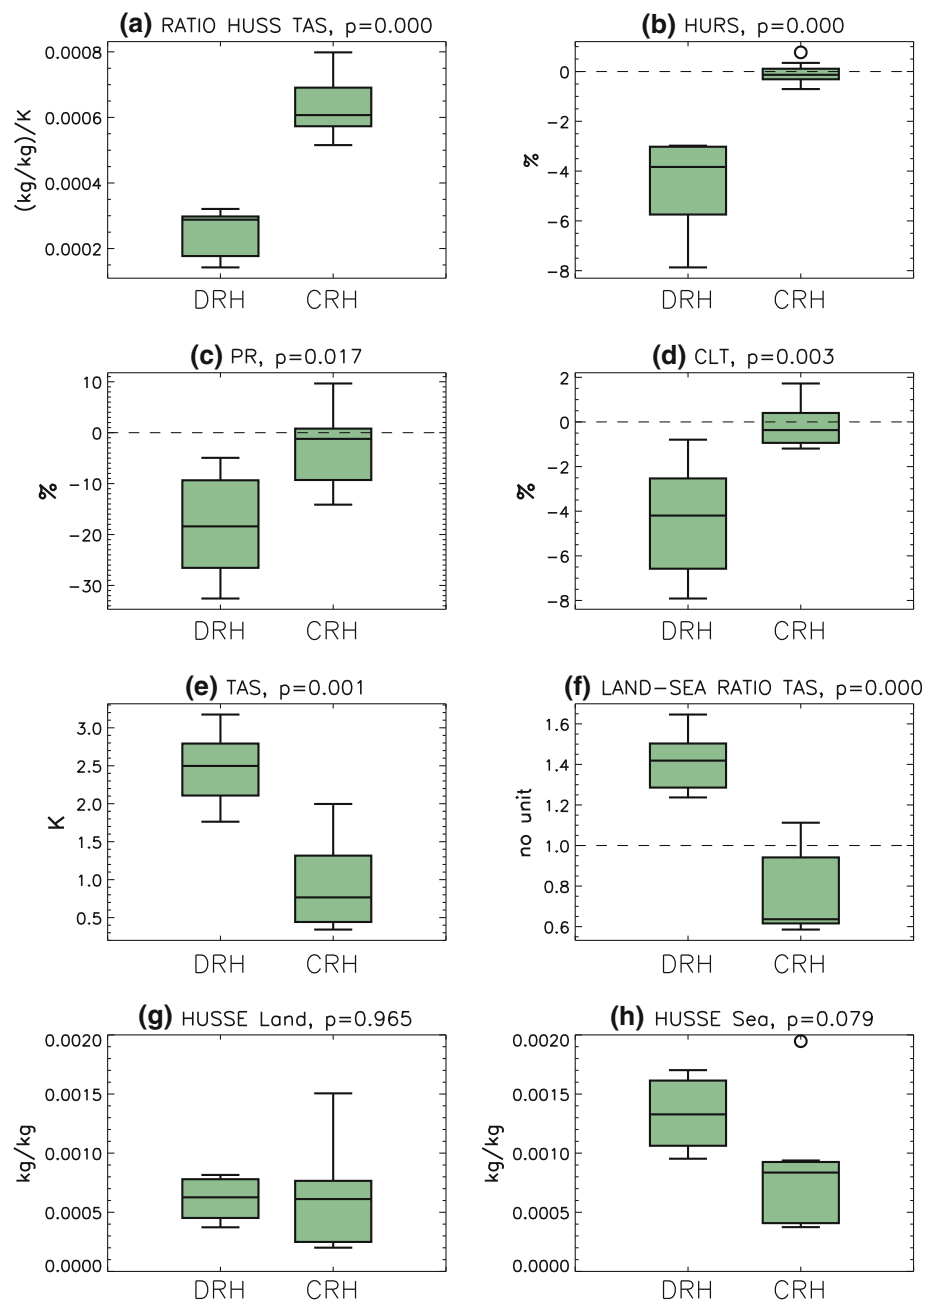 (a) RATIO HUSS TAS, p=0.000
0.0008
0.0006
0.0004
0.0002
(kg/kg)/K
DRH CRH
(b) HURS, p=0.000
0
-2
-4
-6
-8
%
DRH CRH
(c) PR, p=0.017
10
0
-10
-20
-30
%
DRH CRH
(d) CLT, p=0.003
2
0
-2
-4
-6
-8
%
DRH CRH
(e) TAS, p=0.001
3.0
2.5
2.0
1.5
1.0
0.5
K
DRH CRH
(f) LAND-SEA RATIO TAS, p=0.000
1.6
1.4
1.2
1.0
0.8
0.6
no unit
DRH CRH
(g) HUSSE Land, p=0.965
0.0020
0.0015
0.0010
0.0005
0.0000
kg/kg
DRH CRH
(h) HUSSE Sea, p=0.079
0.0020
0.0015
0.0010
0.0005
0.0000
kg/kg
DRH CRH